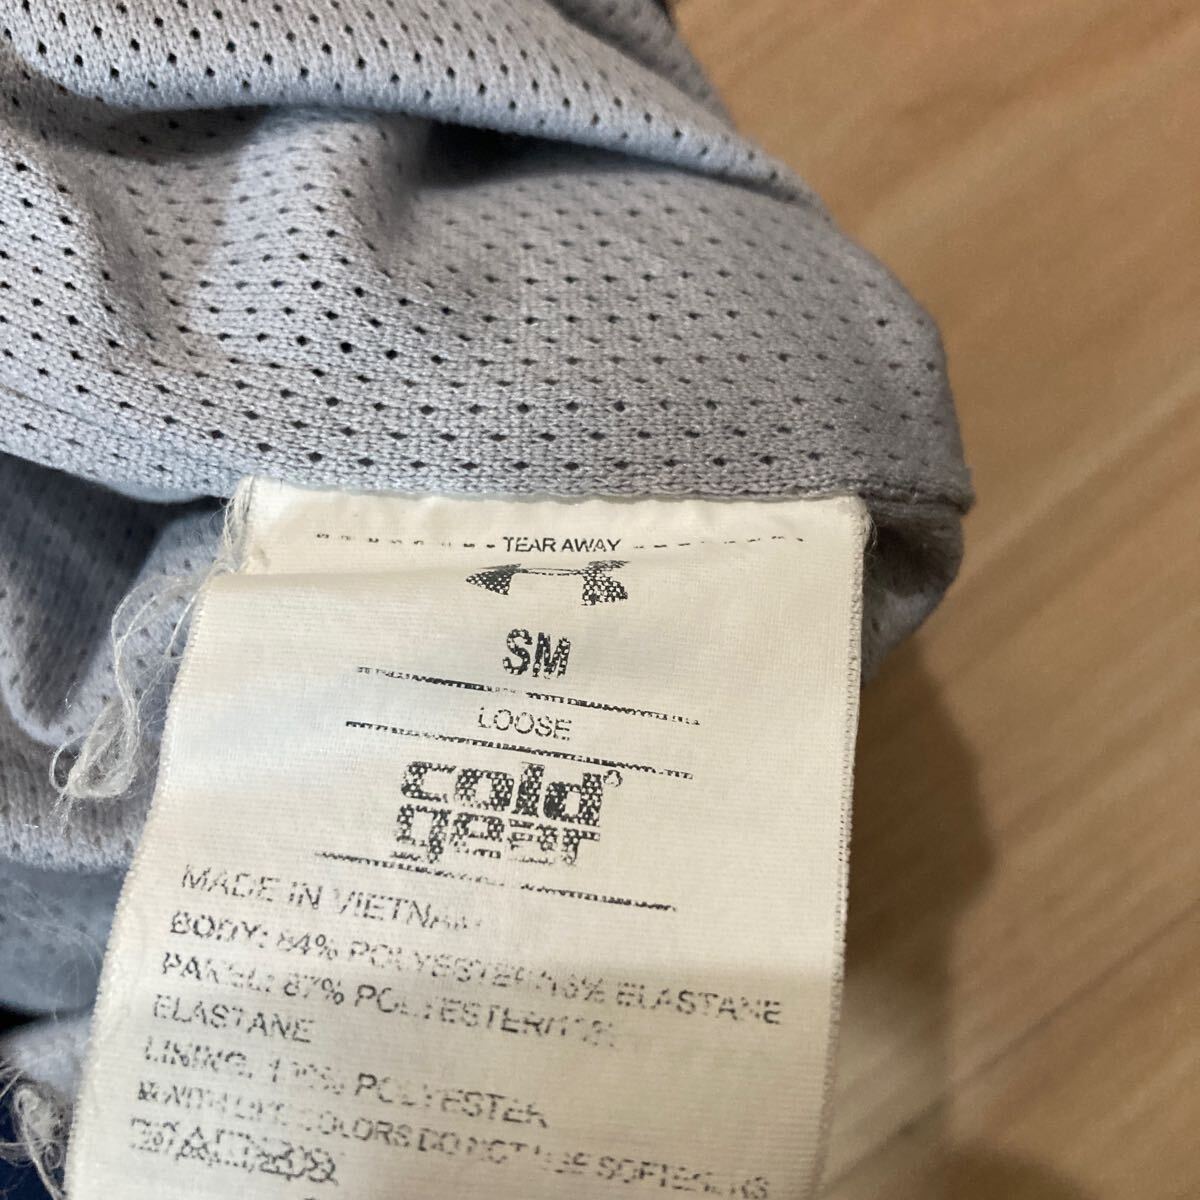 TEAR AWAY
SM
LOOSE
cold
gear
MADE IN VIETNAM
BODY: 84% POLYESTER/16% ELASTANE
PANEL: 87% POLYESTER/13%
ELASTANE
LINING: 100% POLYESTER
WITH LIKE COLORS DO NOT USE SOFTENERS